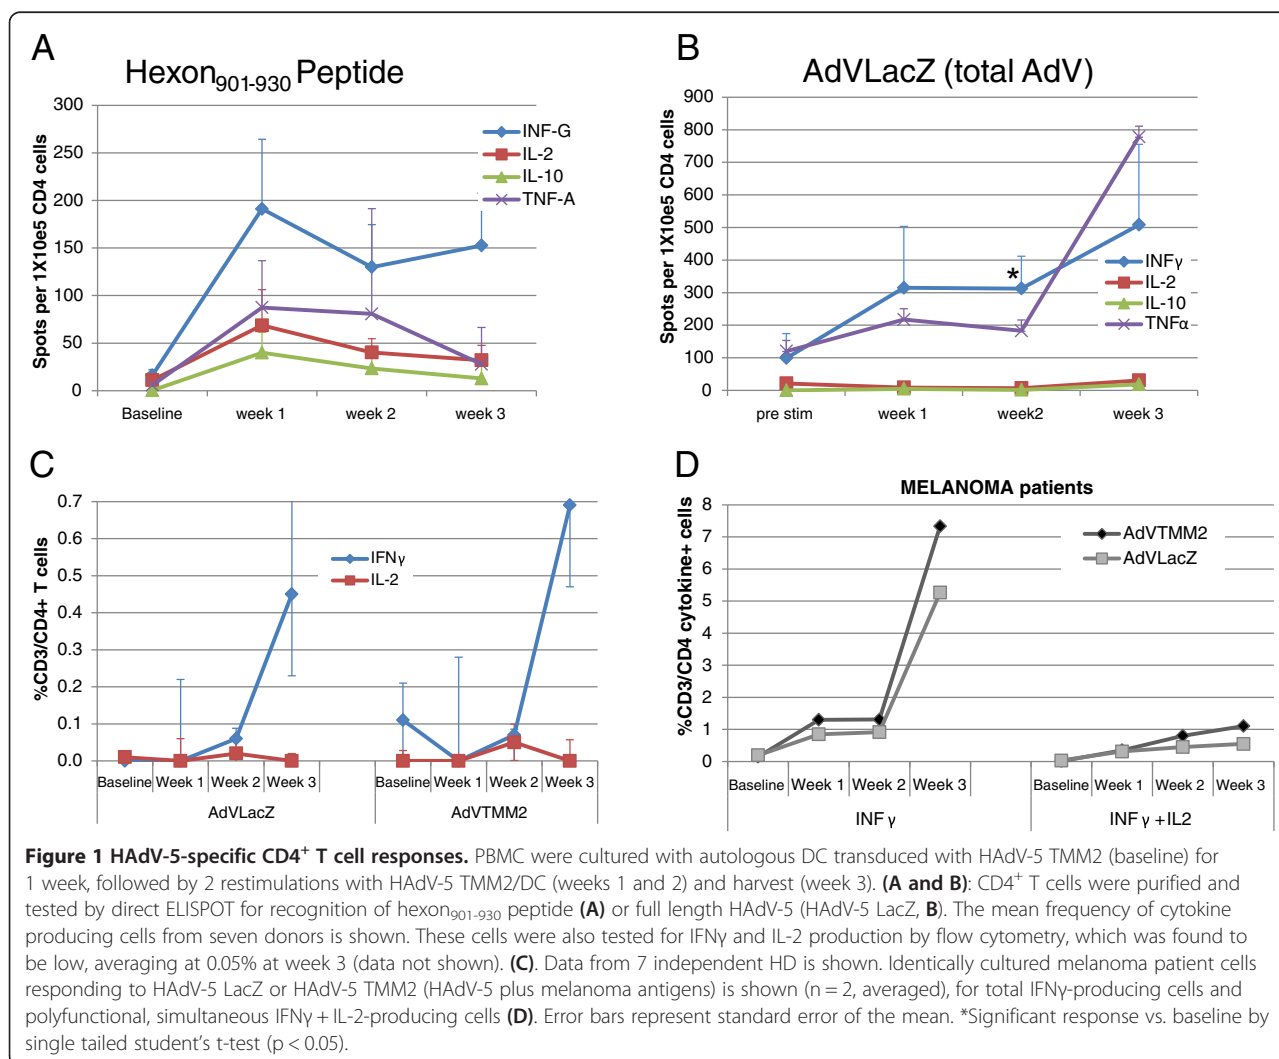 A
Hexon901-930 Peptide
300
250
200
150
100
50
0
Spots per 1X10e5 CD4 cells
INF-G
IL-2
IL-10
TNF-A
Baseline
week 1
week 2
week 3
B
AdVLacZ (total AdV)
900
800
700
600
500
400
300
200
100
0
Spots per 1X10e5 CD4 cells
*
INFγ
IL-2
IL-10
TNFα
pre stim
week 1
week2
week 3
C
0.7
0.6
0.5
0.4
0.3
0.2
0.1
0.0
%CD3/CD4+ T cells
IFNγ
IL-2
Baseline Week 1 Week 2 Week 3
Baseline Week 1 Week 2 Week 3
AdVLacZ
AdVTMM2
D
MELANOMA patients
8
7
6
5
4
3
2
1
0
%CD3/CD4 cytokine+ cells
AdVTMM2
AdVLacZ
Baseline Week 1 Week 2 Week 3
Baseline Week 1 Week 2 Week 3
INFγ
INFγ+IL2
Figure 1 HAdV-5-specific CD4+ T cell responses. PBMC were cultured with autologous DC transduced with HAdV-5 TMM2 (baseline) for
1 week, followed by 2 restimulations with HAdV-5 TMM2/DC (weeks 1 and 2) and harvest (week 3). (A and B): CD4+ T cells were purified and
tested by direct ELISPOT for recognition of hexon901-930 peptide (A) or full length HAdV-5 (HAdV-5 LacZ, B). The mean frequency of cytokine
producing cells from seven donors is shown. These cells were also tested for IFNγ and IL-2 production by flow cytometry, which was found to
be low, averaging at 0.05% at week 3 (data not shown). (C). Data from 7 independent HD is shown. Identically cultured melanoma patient cells
responding to HAdV-5 LacZ or HAdV-5 TMM2 (HAdV-5 plus melanoma antigens) is shown (n = 2, averaged), for total IFNγ-producing cells and
polyfunctional, simultaneous IFNγ + IL-2-producing cells (D). Error bars represent standard error of the mean. *Significant response vs. baseline by
single tailed student's t-test (p < 0.05).